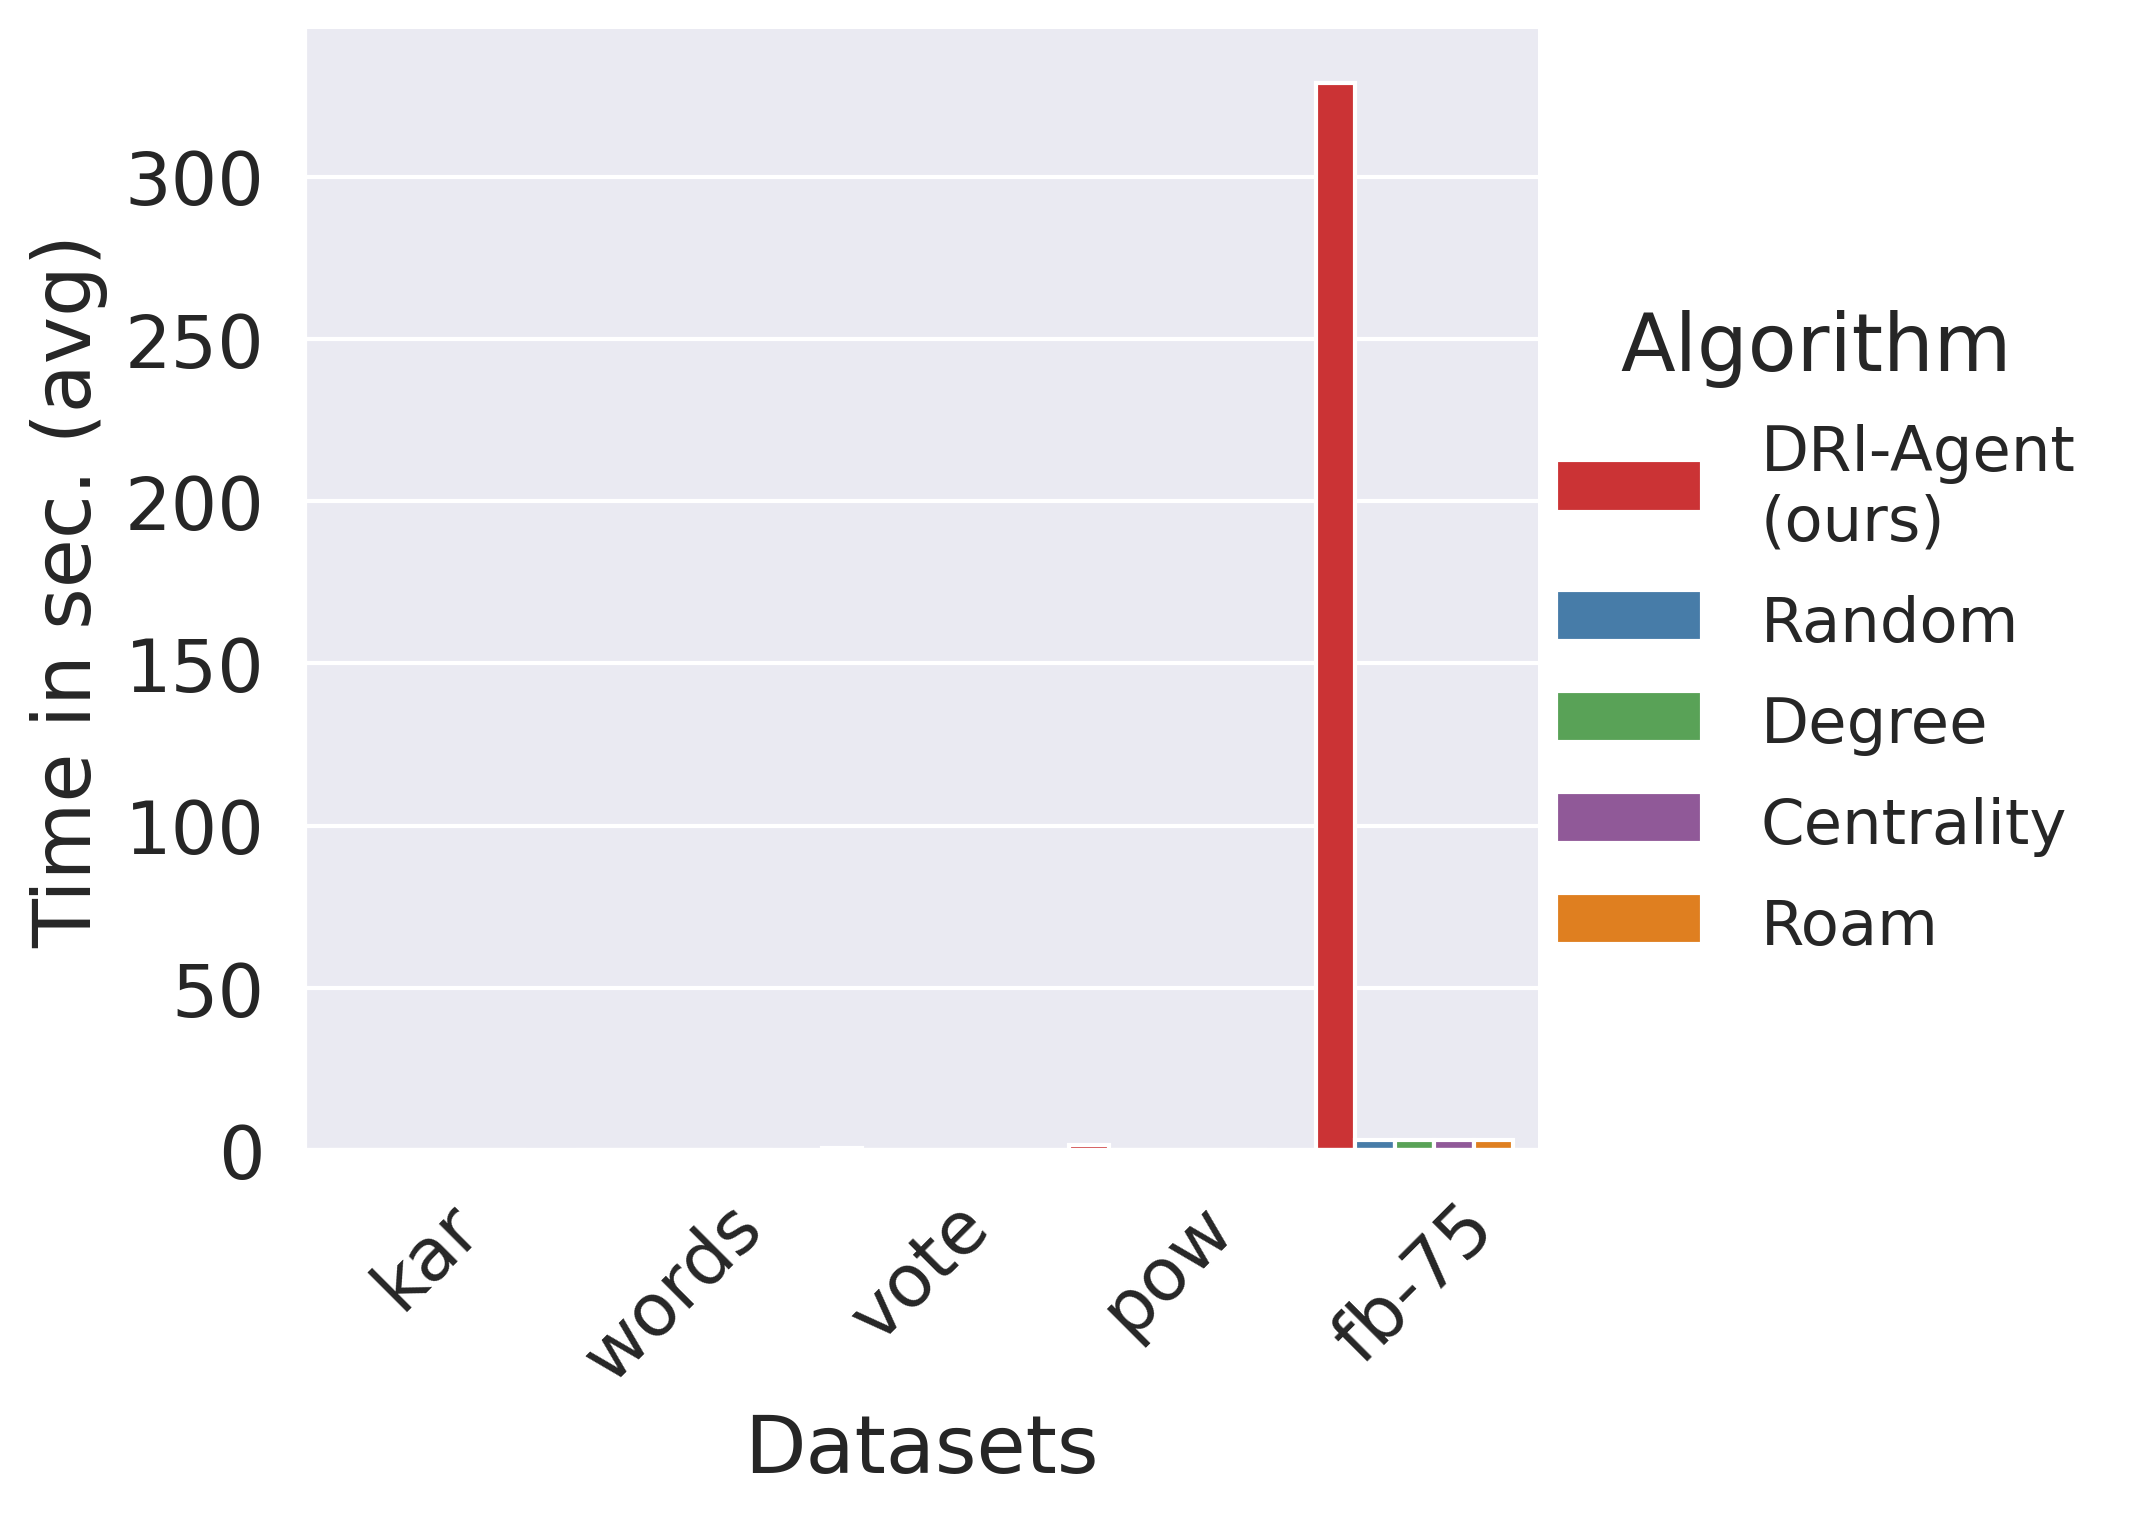 Time in sec. (avg)
300
250
200
150
100
50
0
kar
words
vote
pow
fb-75
Datasets
Algorithm
DRl-Agent
(ours)
Random
Degree
Centrality
Roam